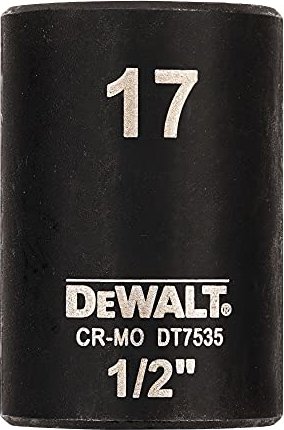 17
DEWALT®
CR-MO DT7535
1/2"